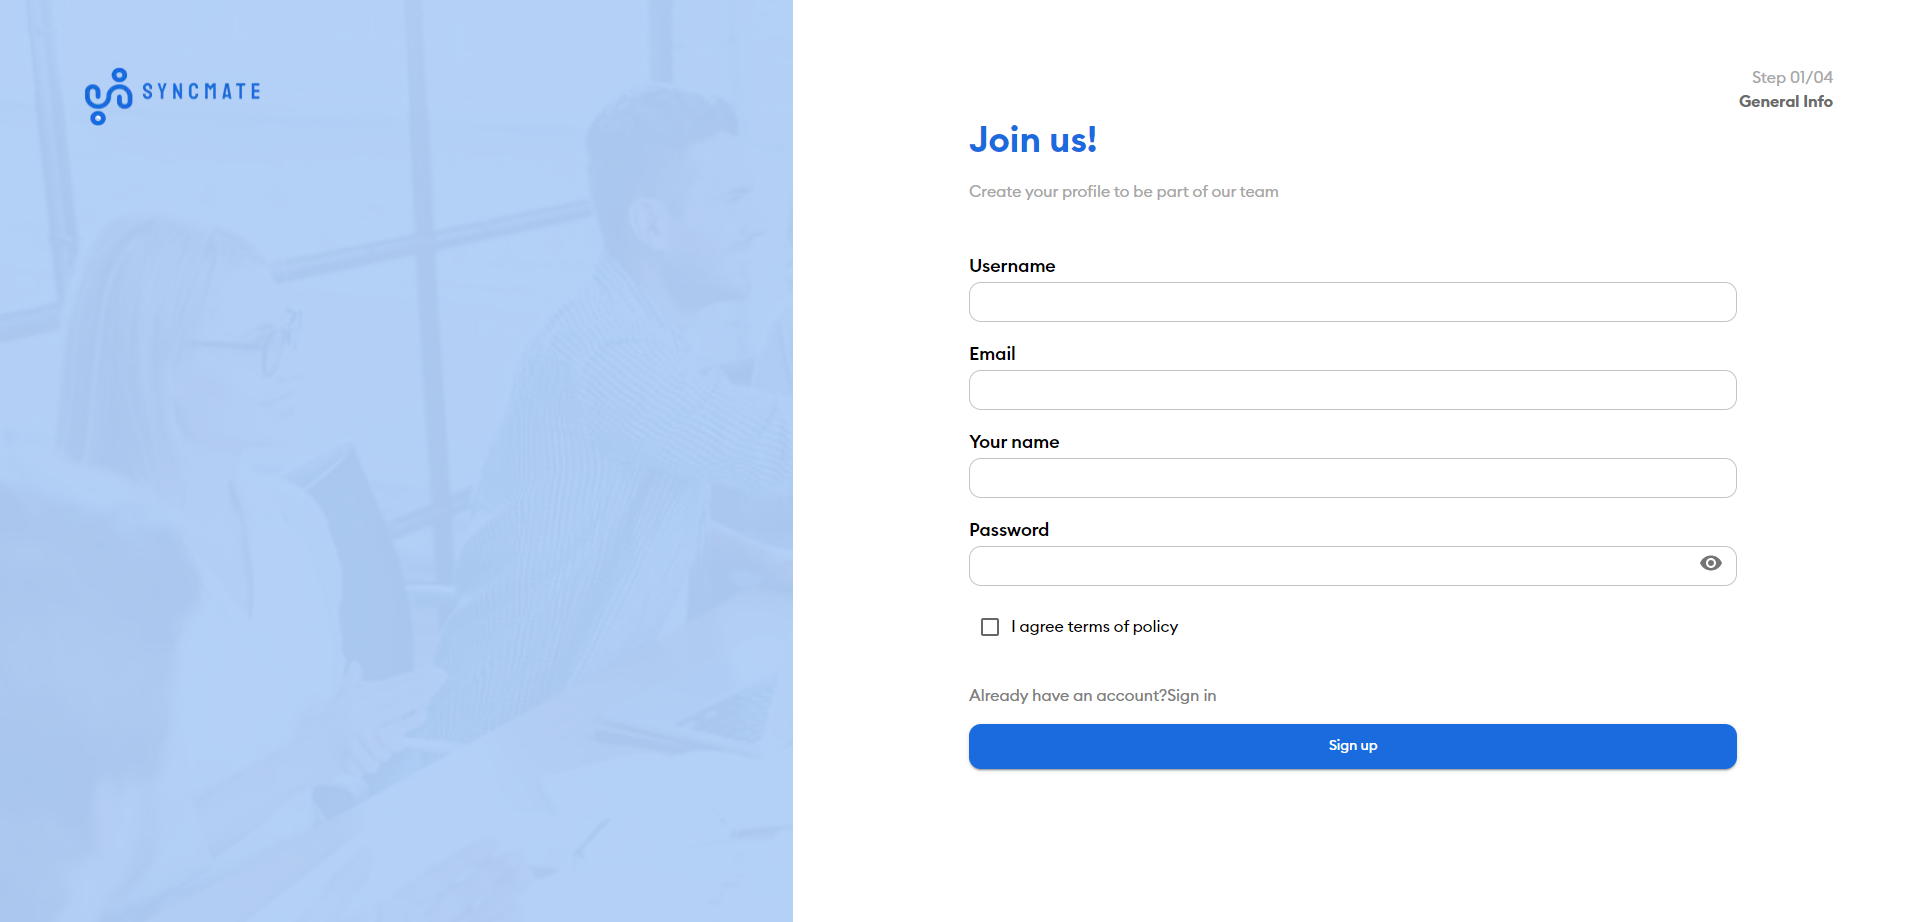 SYNCMATE
Step 01/04
General Info
Join us!
Create your profile to be part of our team
Username
Email
Your name
Password
I agree terms of policy
Already have an account?Sign in
Sign up